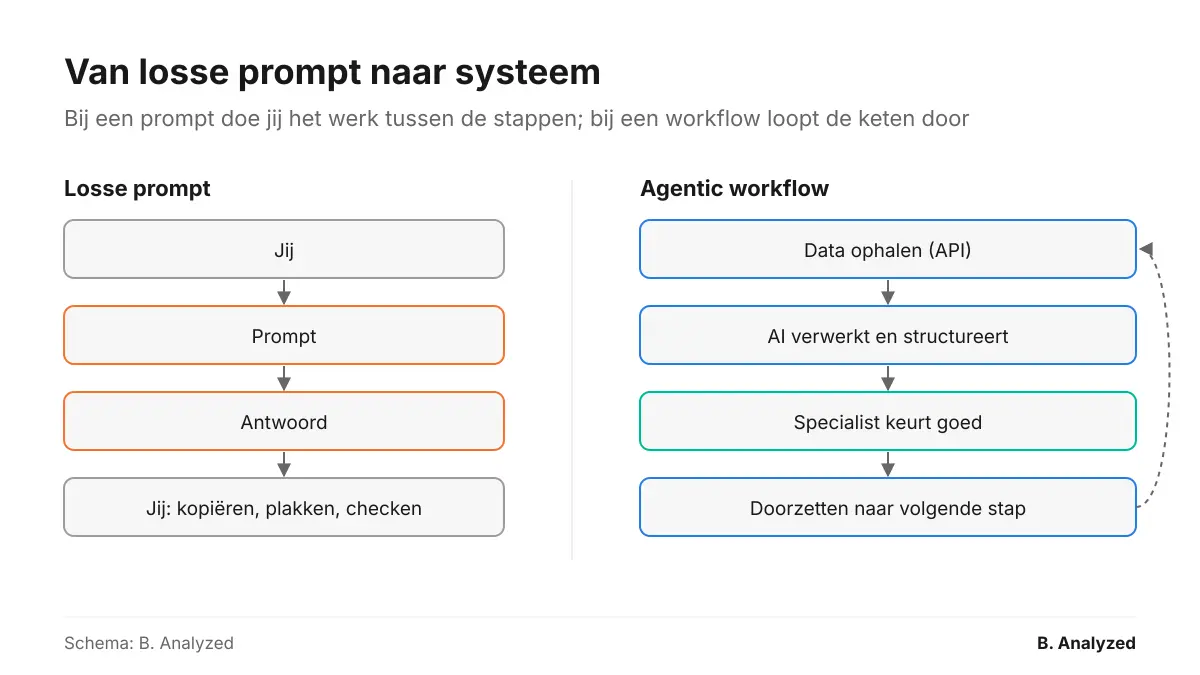 Van losse prompt naar systeem
Bij een prompt doe jij het werk tussen de stappen; bij een workflow loopt de keten door
Losse prompt
Jij
Prompt
Antwoord
Jij: kopiëren, plakken, checken
Agentic workflow
Data ophalen (API)
AI verwerkt en structureert
Specialist keurt goed
Doorzetten naar volgende stap
Schema: B. Analyzed
B. Analyzed